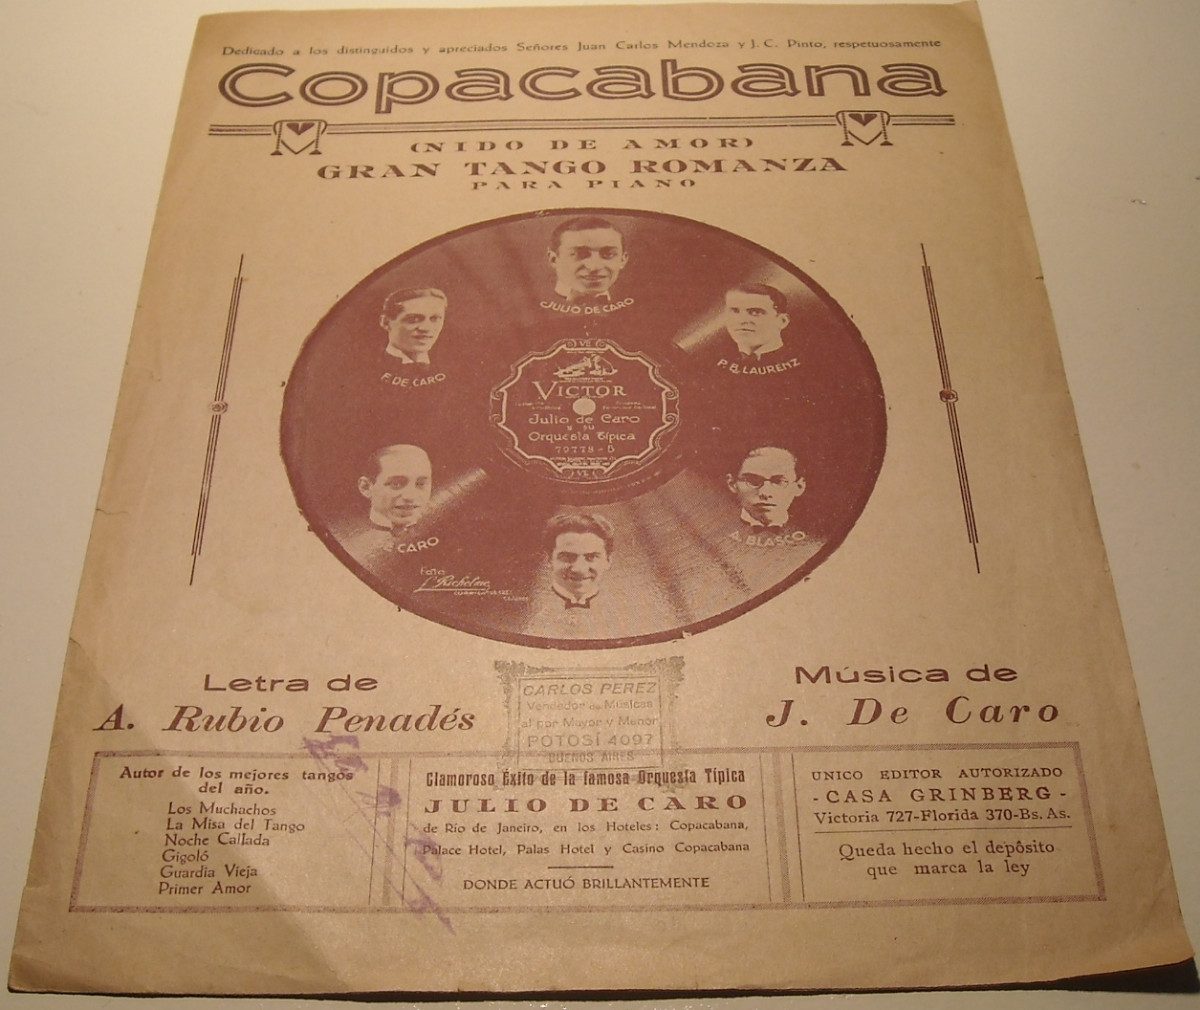 Dedicado a los distinguidos y apreciados Señores Juan Carlos Mendoza y J. C. Pinto, respetuosamente
Copacabana
(NIDO DE AMOR)
GRAN TANGO ROMANZA
PARA PIANO
JULIO DE CARO
F. DE CARO
P. B. LAURENZ
VE
VICTOR
Julio de Caro
y su
Orquesta Típica
79778-B
VE
CARO
A. BLASCO
Foto
Letra de
A. Rubio Penadés
Música de
J. De Caro
CARLOS PEREZ
Vendedor de Músicas
al por Mayor y Menor
POTOSÍ 4097
BUENOS AIRES
Autor de los mejores tangos
del año.
Los Muchachos
La Misa del Tango
Noche Callada
Gigoló
Guardia Vieja
Primer Amor
Clamoroso Éxito de la famosa Orquesta Típica
JULIO DE CARO
de Río de Janeiro, en los Hoteles: Copacabana,
Palace Hotel, Palas Hotel y Casino Copacabana
DONDE ACTUÓ BRILLANTEMENTE
UNICO EDITOR AUTORIZADO
- CASA GRINBERG -
Victoria 727-Florida 370-Bs. As.
Queda hecho el depósito
que marca la ley